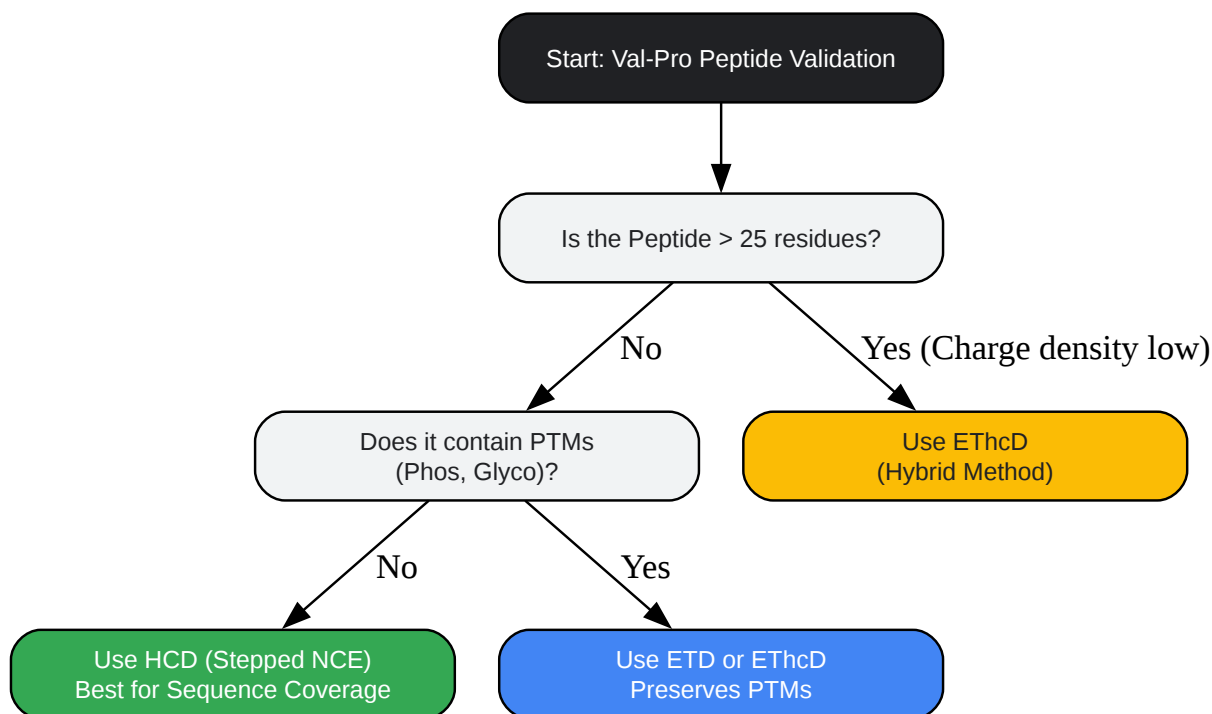 Start: Val-Pro Peptide Validation
Is the Peptide > 25 residues?
No
Yes (Charge density low)
Does it contain PTMs
(Phos, Glyco)?
Use EThcD
(Hybrid Method)
No
Yes
Use HCD (Stepped NCE)
Best for Sequence Coverage
Use ETD or EThcD
Preserves PTMs